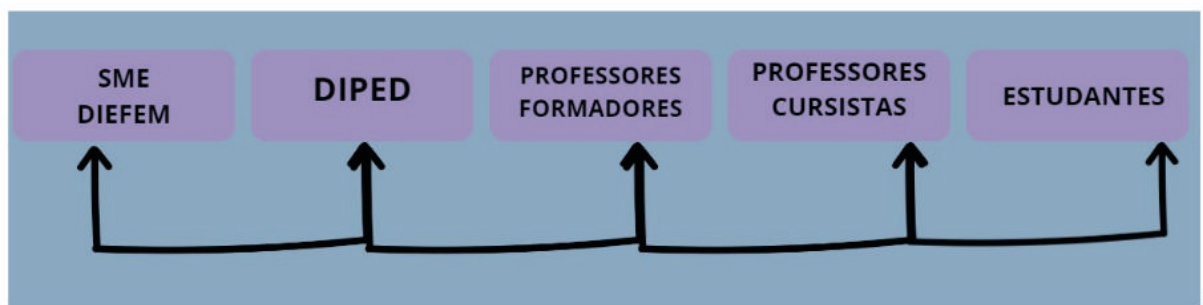 SME
DIEFEM
DIPED
PROFESSORES
FORMADORES
PROFESSORES
CURSISTAS
ESTUDANTES